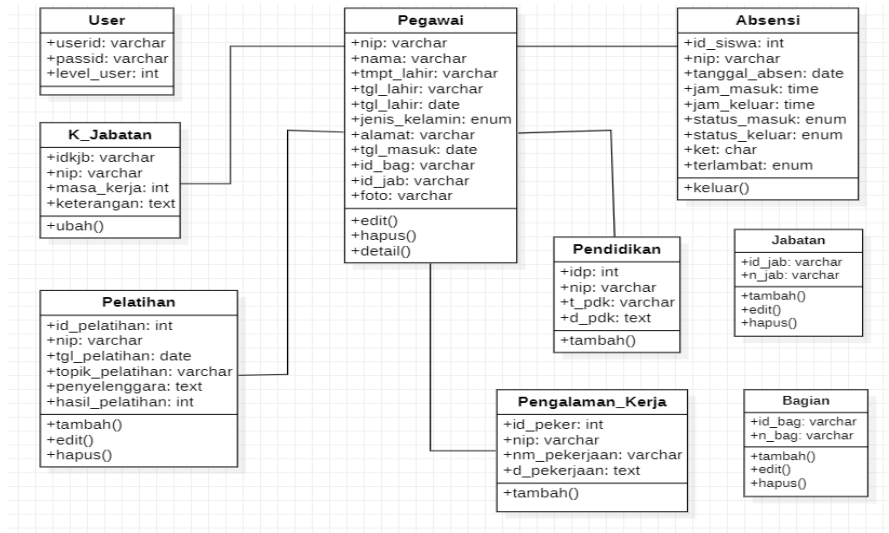 User
+userid: varchar
+passid: varchar
+level_user: int
K_Jabatan
+idkjb: varchar
+nip: varchar
+masa_kerja: int
+keterangan: text
+ubah()
Pelatihan
+id_pelatihan: int
+nip: varchar
+tgl_pelatihan: date
+topik_pelatihan: varchar
+penyelenggara: text
+hasil_pelatihan: int
+tambah()
+edit()
+hapus()
Pegawai
+nip: varchar
+nama: varchar
+tmpt_lahir: varchar
+tgl_lahir: varchar
+tgl_lahir: date
+jenis_kelamin: enum
+alamat: varchar
+tgl_masuk: date
+id_bag: varchar
+id_jab: varchar
+foto: varchar
+edit()
+hapus()
+detail()
Absensi
+id_siswa: int
+nip: varchar
+tanggal_absen: date
+jam_masuk: time
+jam_keluar: time
+status_masuk: enum
+status_keluar: enum
+ket: char
+terlambat: enum
+keluar()
Pendidikan
+idp: int
+nip: varchar
+t_pdk: varchar
+d_pdk: text
+tambah()
Jabatan
+id_jab: varchar
+n_jab: varchar
+tambah()
+edit()
+hapus()
Pengalaman_Kerja
+id_peker: int
+nip: varchar
+nm_pekerjaan: varchar
+d_pekerjaan: text
+tambah()
Bagian
+id_bag: varchar
+n_bag: varchar
+tambah()
+edit()
+hapus()